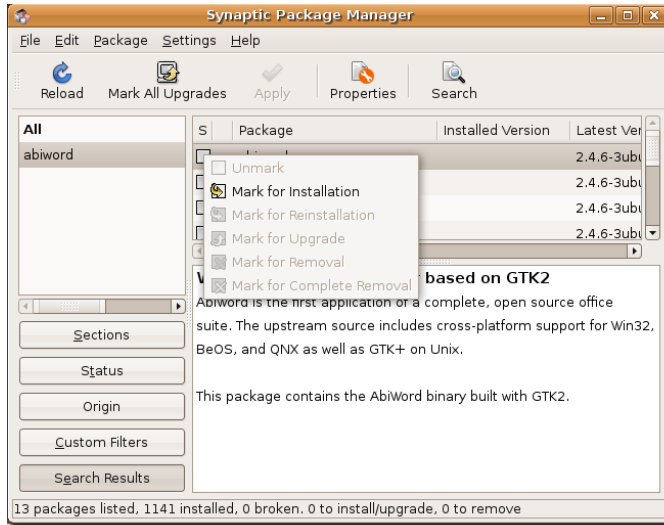 Synaptic Package Manager
File Edit Package Settings Help
Reload Mark All Upgrades Apply Properties Search
All
abiword
S Package Installed Version Latest Ver
2.4.6-3ubu
2.4.6-3ubu
2.4.6-3ubu
2.4.6-3ubu
Unmark
Mark for Installation
Mark for Reinstallation
Mark for Upgrade
Mark for Removal
Mark for Complete Removal
based on GTK2
AbiWord is the first application of a complete, open source office
suite. The upstream source includes cross-platform support for Win32,
BeOS, and QNX as well as GTK+ on Unix.
This package contains the AbiWord binary built with GTK2.
Sections
Status
Origin
Custom Filters
Search Results
13 packages listed, 1141 installed, 0 broken. 0 to install/upgrade, 0 to remove